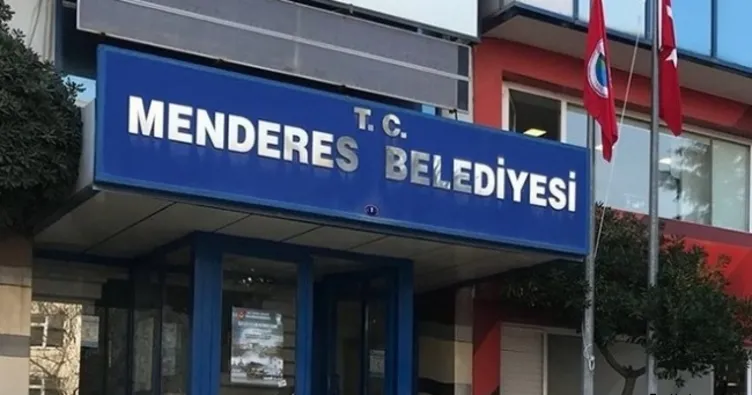 T. C.
MENDERES BELEDİYESİ